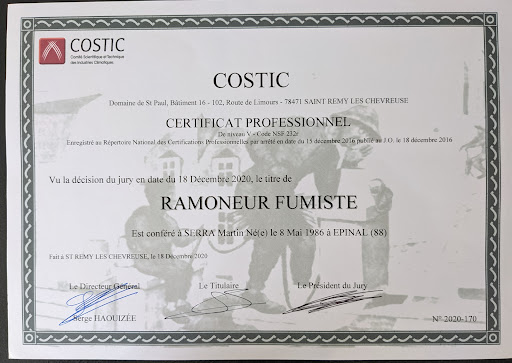 COSTIC
Comité Scientifique et Technique
des Industries Climatiques
COSTIC
Domaine de St Paul, Bâtiment 16 - 102, Route de Limours - 78471 SAINT REMY LES CHEVREUSE
CERTIFICAT PROFESSIONNEL
De niveau V - Code NSF 232r
Enregistré au Répertoire National des Certifications Professionnelles par arrêté en date du 15 décembre 2016 publié au J.O. le 18 décembre 2016
Vu la décision du jury en date du 18 Décembre 2020, le titre de
RAMONEUR FUMISTE
Est conféré à SERRA Martin Né(e) le 8 Mai 1986 à EPINAL (88)
Fait à ST REMY LES CHEVREUSE, le 18 Décembre 2020
Le Directeur Général Le Titulaire Le Président du Jury
Serge HAOUIZÉE
N° 2020-170